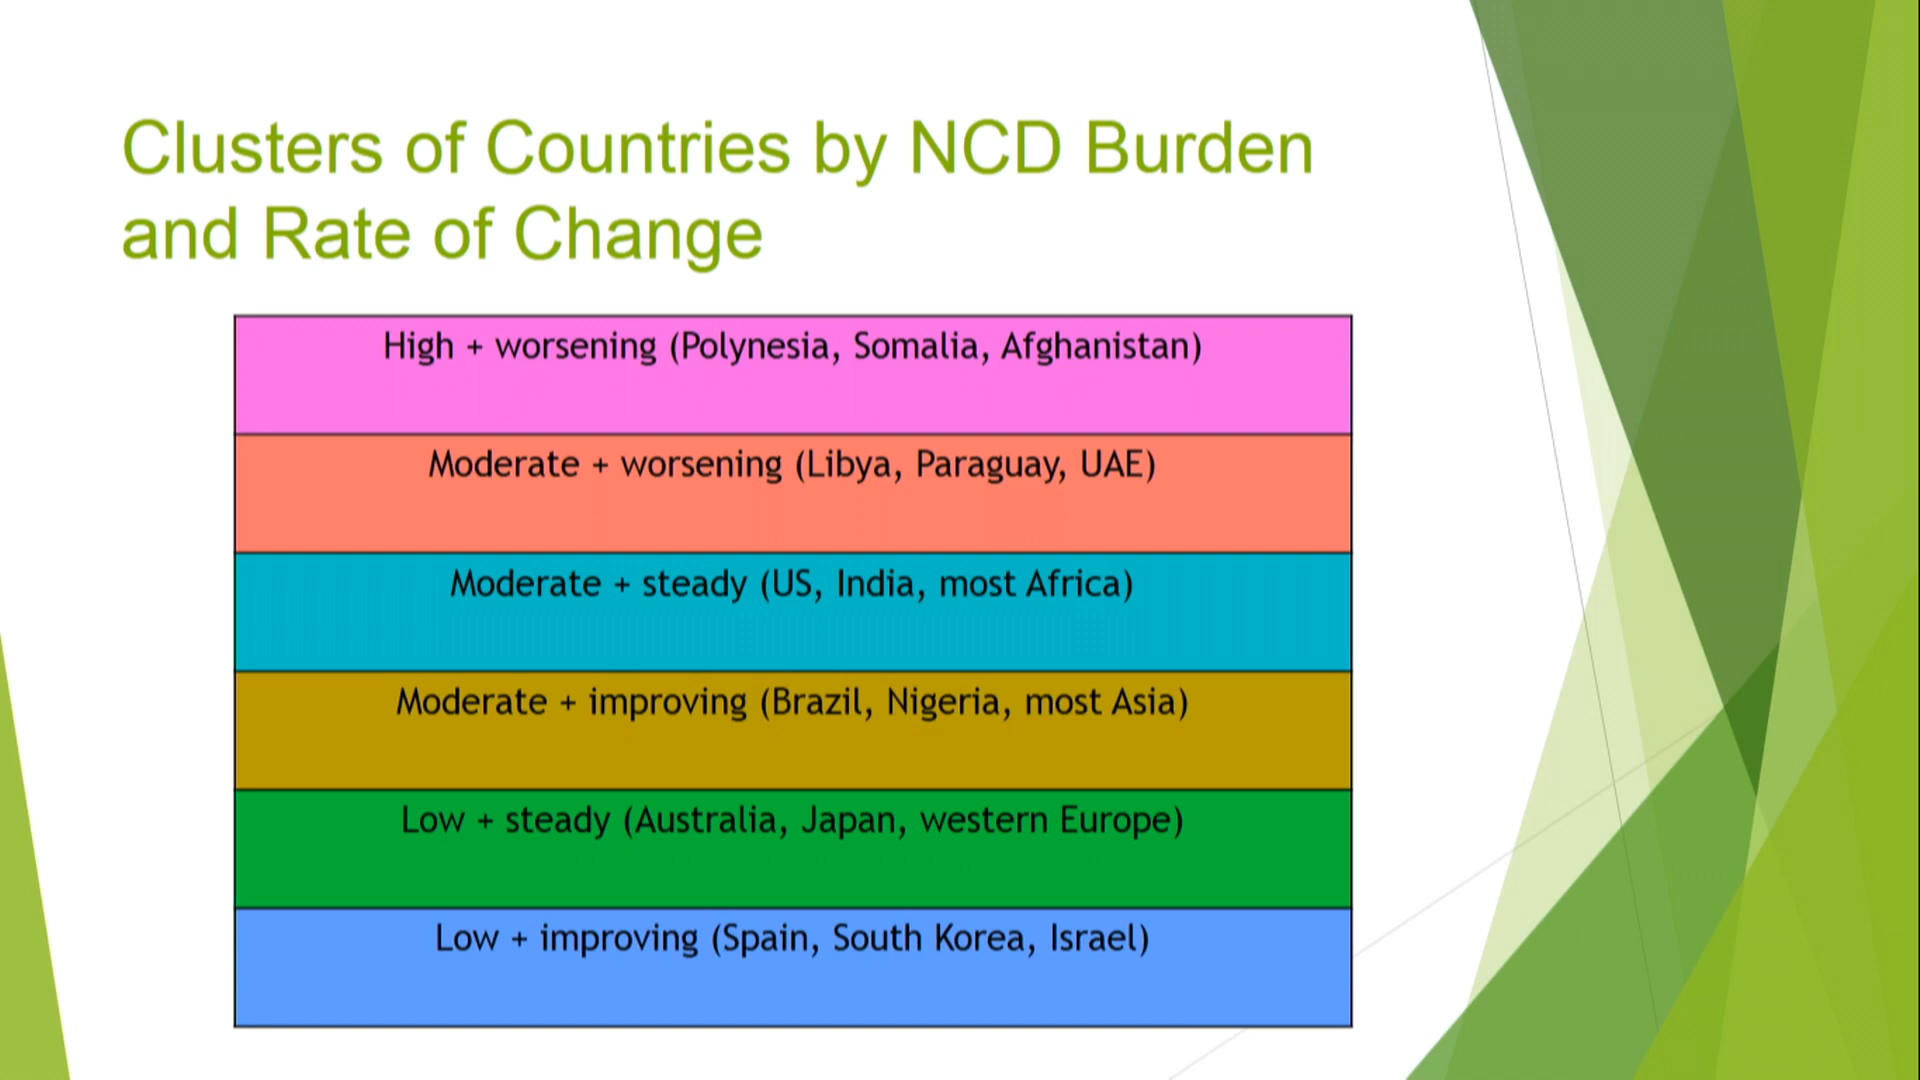 Clusters of Countries by NCD Burden
and Rate of Change
High + worsening (Polynesia, Somalia, Afghanistan)
Moderate + worsening (Libya, Paraguay, UAE)
Moderate + steady (US, India, most Africa)
Moderate + improving (Brazil, Nigeria, most Asia)
Low + steady (Australia, Japan, western Europe)
Low + improving (Spain, South Korea, Israel)